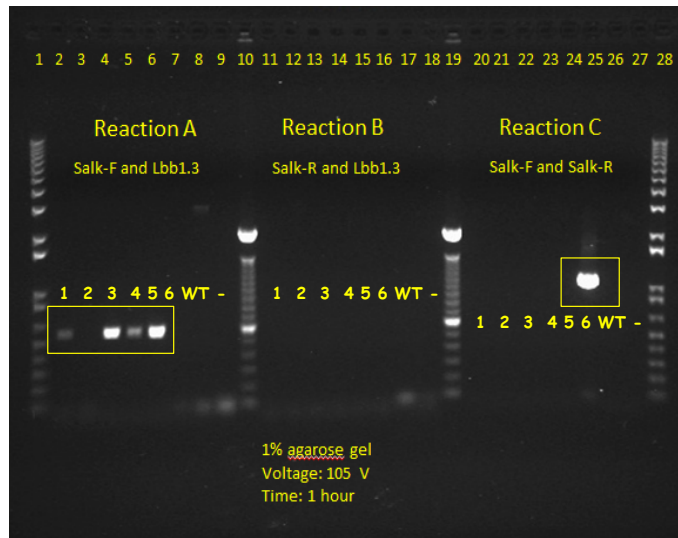 1 2 3 4 5 6 7 8 9 10 11 12 13 14 15 16 17 18 19 20 21 22 23 24 25 26 27 28
Reaction A Reaction B Reaction C
Salk-F and Lbb1.3 Salk-R and Lbb1.3 Salk-F and Salk-R
1 2 3 4 5 6 WT - 1 2 3 4 5 6 WT -
1 2 3 4 5 6 WT -
1% agarose gel
Voltage: 105 V
Time: 1 hour